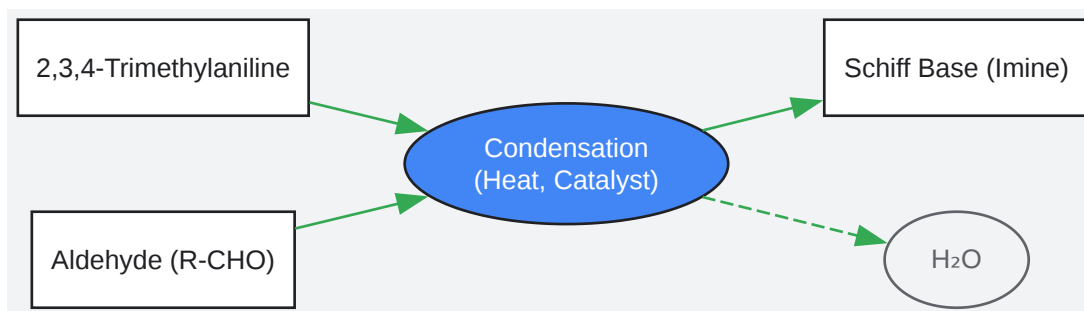 2,3,4-Trimethylaniline
Schiff Base (Imine)
Condensation
(Heat, Catalyst)
Aldehyde (R-CHO)
H₂O